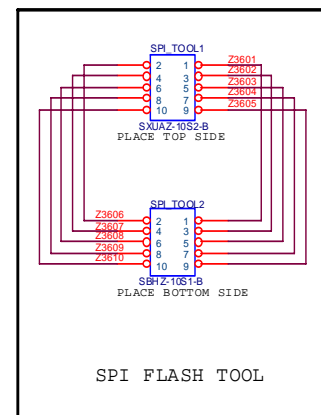 SPI_TOOL1
2 1 Z3601
4 3 Z3602
6 5 Z3603
8 7 Z3604
10 9 Z3605
SXUAZ-10S2-B
PLACE TOP SIDE
SPI_TOOL2
Z3606 2 1
Z3607 4 3
Z3608 6 5
Z3609 8 7
Z3610 10 9
SBHZ-10S1-B
PLACE BOTTOM SIDE
SPI FLASH TOOL